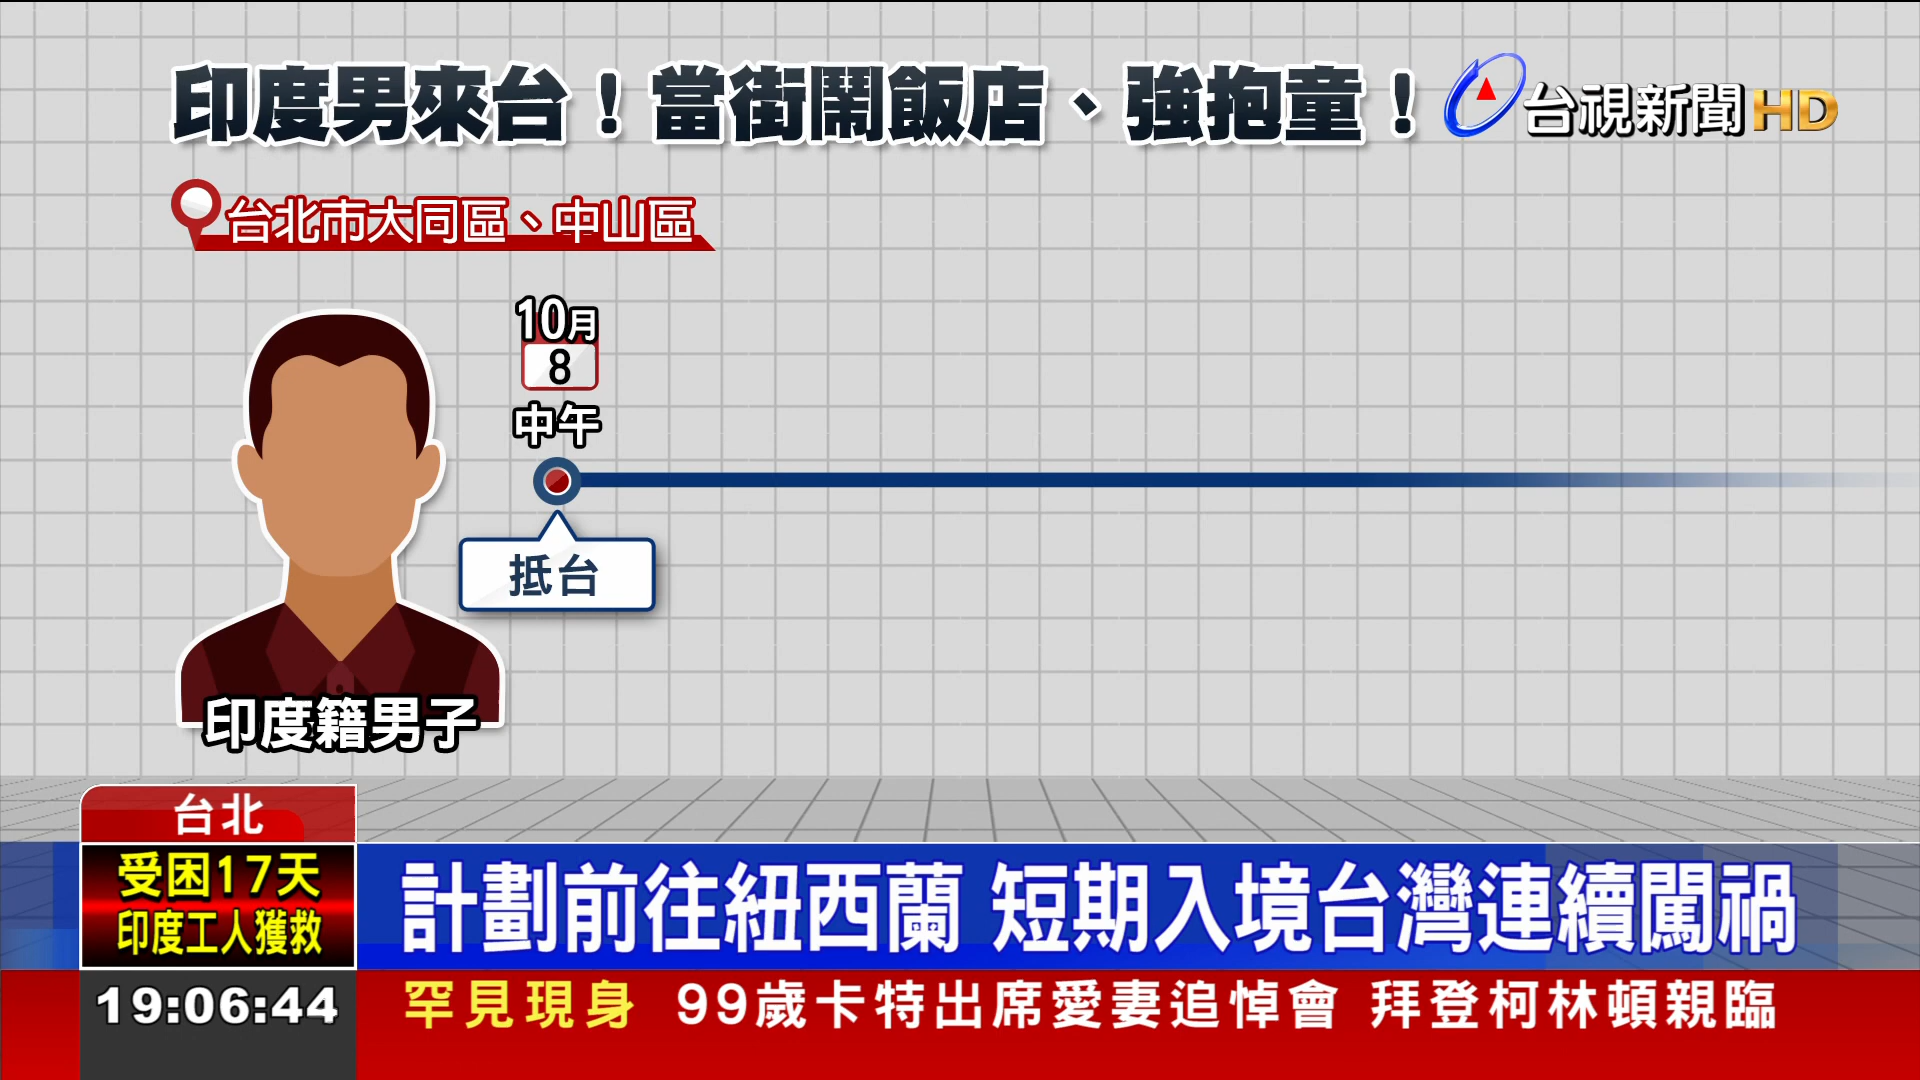 印度男來台！當街鬧飯店、強抱童！
台視新聞HD
台北市大同區、中山區
10月
8
中午
抵台
印度籍男子
台北
受困17天
印度工人獲救
計劃前往紐西蘭 短期入境台灣連續闖禍
19:06:44
罕見現身 99歲卡特出席愛妻追悼會 拜登柯林頓親臨